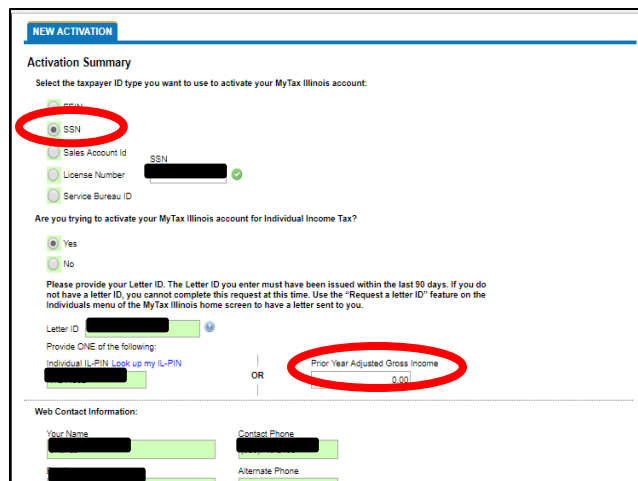 NEW ACTIVATION
Activation Summary
Select the taxpayer ID type you want to use to activate your MyTax Illinois account:
FEIN
SSN
Sales Account Id
SSN
License Number
Service Bureau ID
Are you trying to activate your MyTax Illinois account for Individual Income Tax?
Yes
No
Please provide your Letter ID. The Letter ID you enter must have been issued within the last 90 days. If you do
not have a letter ID, you cannot complete this request at this time. Use the “Request a letter ID” feature on the
Individuals menu of the MyTax Illinois home screen to have a letter sent to you.
Letter ID
Provide ONE of the following:
Individual IL-PIN Look up my IL-PIN
OR
Prior Year Adjusted Gross Income
0.00
Web Contact Information:
Your Name
Contact Phone
Alternate Phone